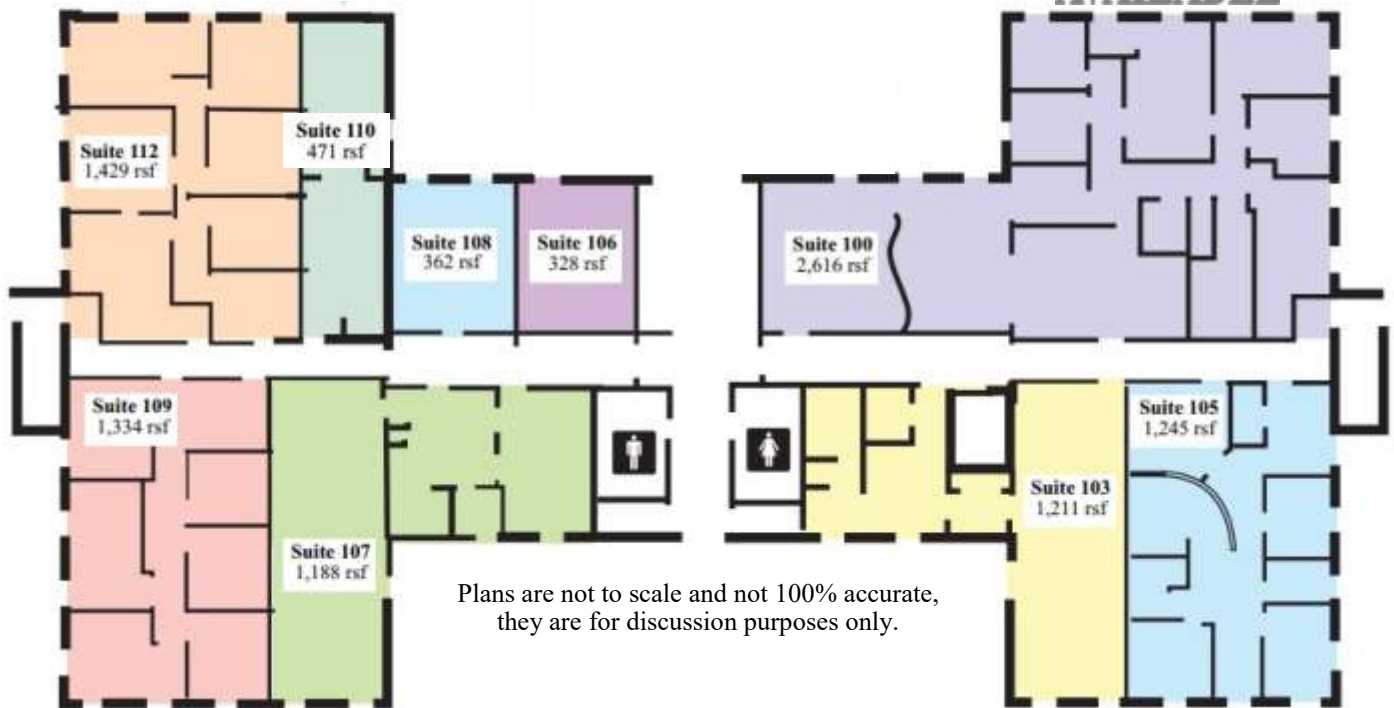 Suite 110
471 rsf
Suite 112
1,429 rsf
Suite 108
362 rsf
Suite 106
328 rsf
Suite 100
2,616 rsf
Suite 109
1,334 rsf
Suite 105
1,245 rsf
Suite 103
1,211 rsf
Suite 107
1,188 rsf
Plans are not to scale and not 100% accurate,
they are for discussion purposes only.